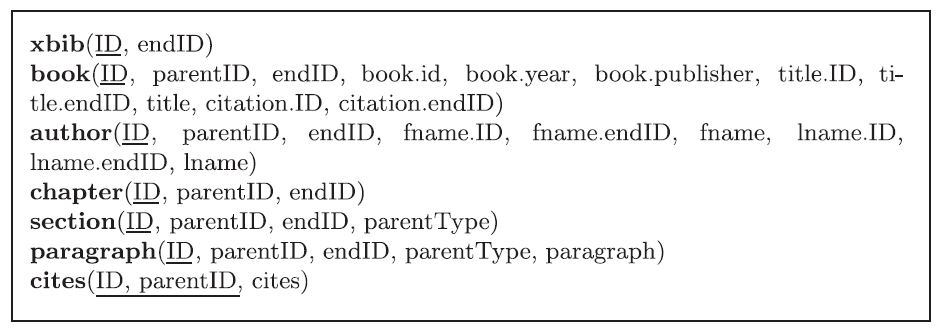 xbib(ID, endID)
book(ID, parentID, endID, book.id, book.year, book.publisher, title.ID, ti-
tle.endID, title, citation.ID, citation.endID)
author(ID, parentID, endID, fname.ID, fname.endID, fname, lname.ID,
lname.endID, lname)
chapter(ID, parentID, endID)
section(ID, parentID, endID, parentType)
paragraph(ID, parentID, endID, parentType, paragraph)
cites(ID, parentID, cites)